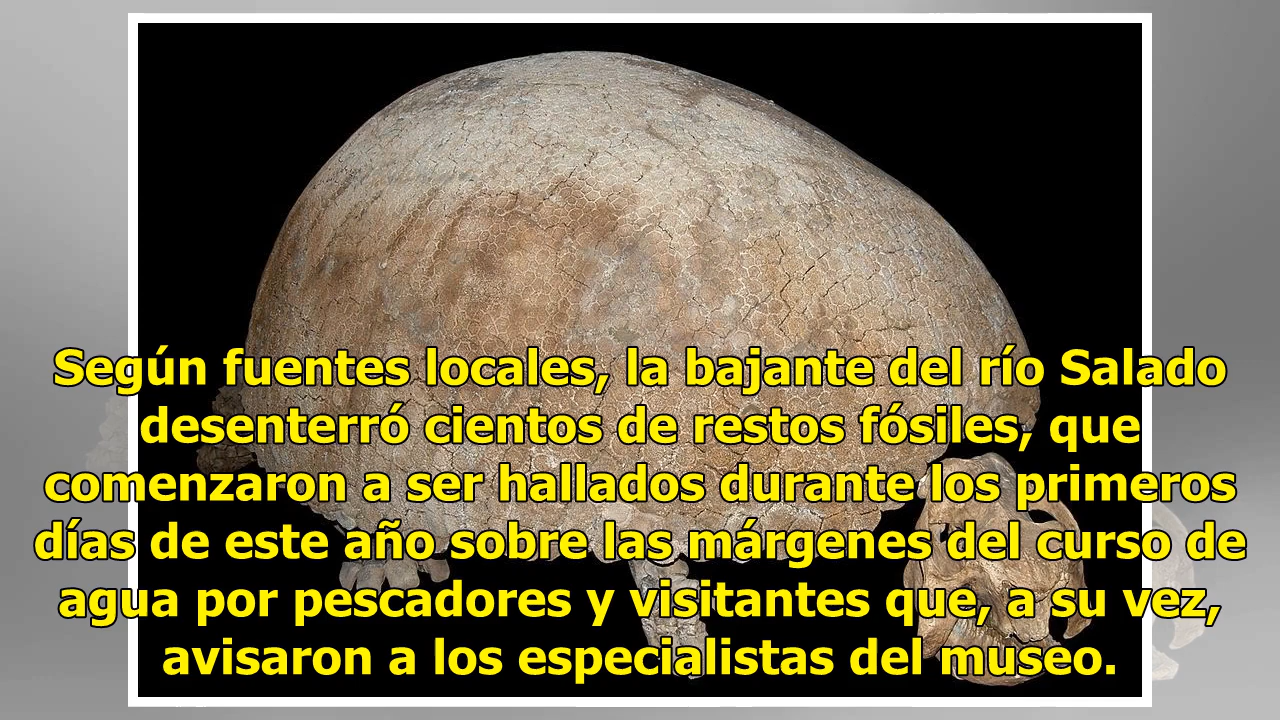 Según fuentes locales, la bajante del río Salado
desenterró cientos de restos fósiles, que
comenzaron a ser hallados durante los primeros
días de este año sobre las márgenes del curso de
agua por pescadores y visitantes que, a su vez,
avisaron a los especialistas del museo.